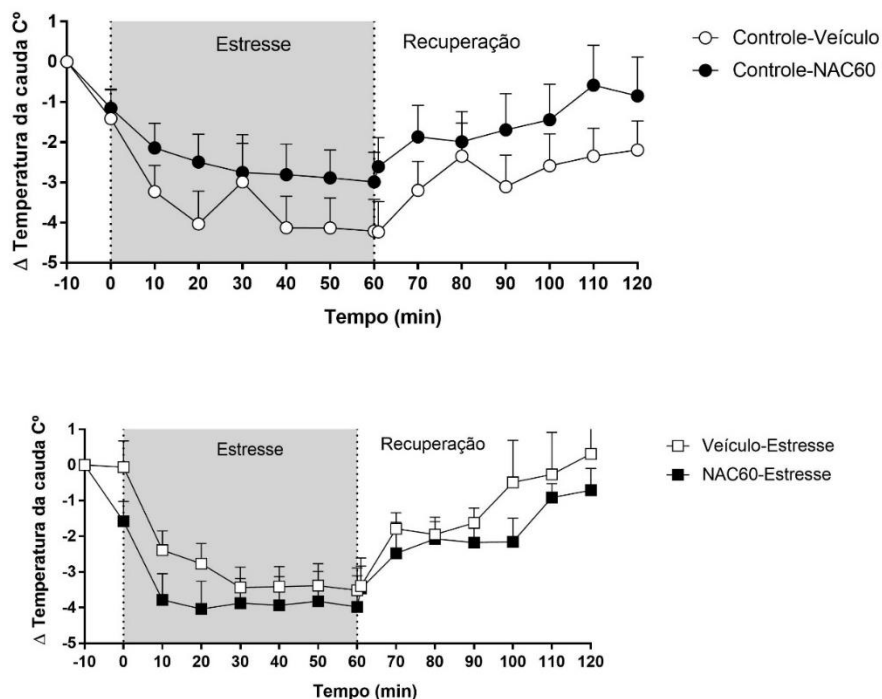 Estresse
Recuperação
Controle-Veículo
Controle-NAC60
Δ Temperatura da cauda Cº
1
0
-1
-2
-3
-4
-5
-10 0 10 20 30 40 50 60 70 80 90 100 110 120
Tempo (min)
Estresse
Recuperação
Veículo-Estresse
NAC60-Estresse
Δ Temperatura da cauda Cº
1
0
-1
-2
-3
-4
-5
-10 0 10 20 30 40 50 60 70 80 90 100 110 120
Tempo (min)